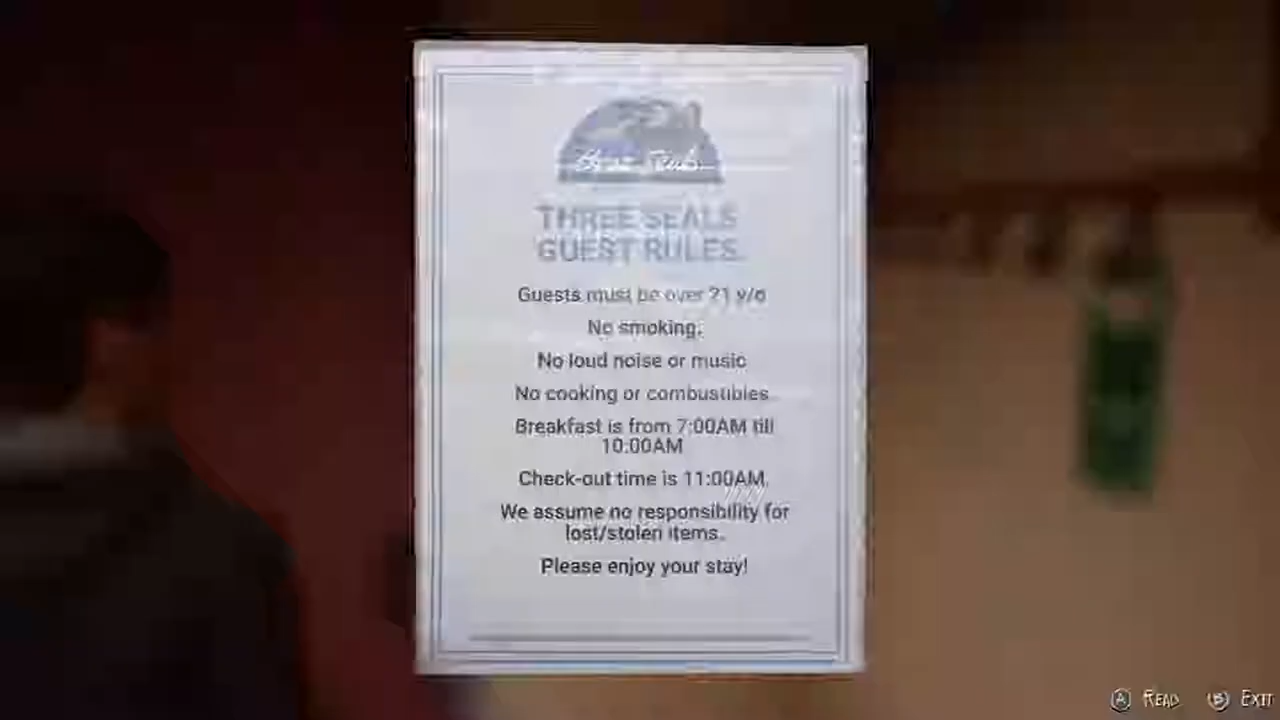 Three Seals
THREE SEALS
GUEST RULES.
Guests must be over 21 y/o
No smoking.
No loud noise or music
No cooking or combustibles.
Breakfast is from 7:00AM till
10:00AM
Check-out time is 11:00AM.
We assume no responsibility for
lost/stolen items.
Please enjoy your stay!
A READ B EXIT